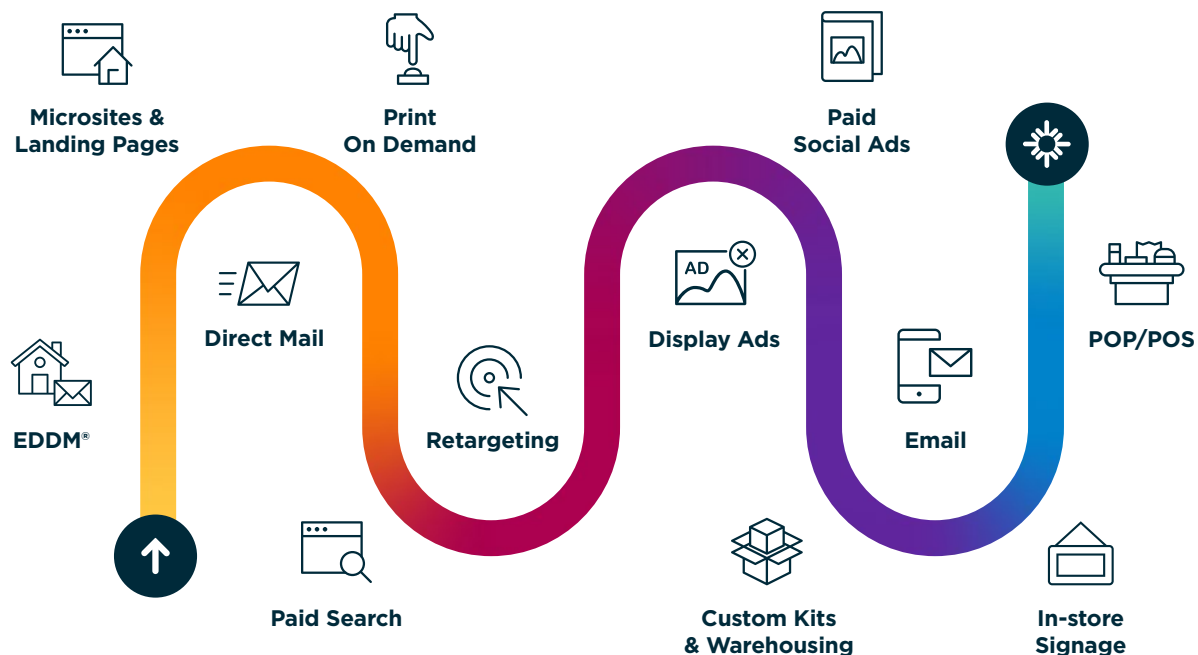 Microsites &
Landing Pages
Print
On Demand
Paid
Social Ads
Direct Mail
AD
Display Ads
POP/POS
EDDM®
Retargeting
Email
Paid Search
Custom Kits
& Warehousing
In-store
Signage